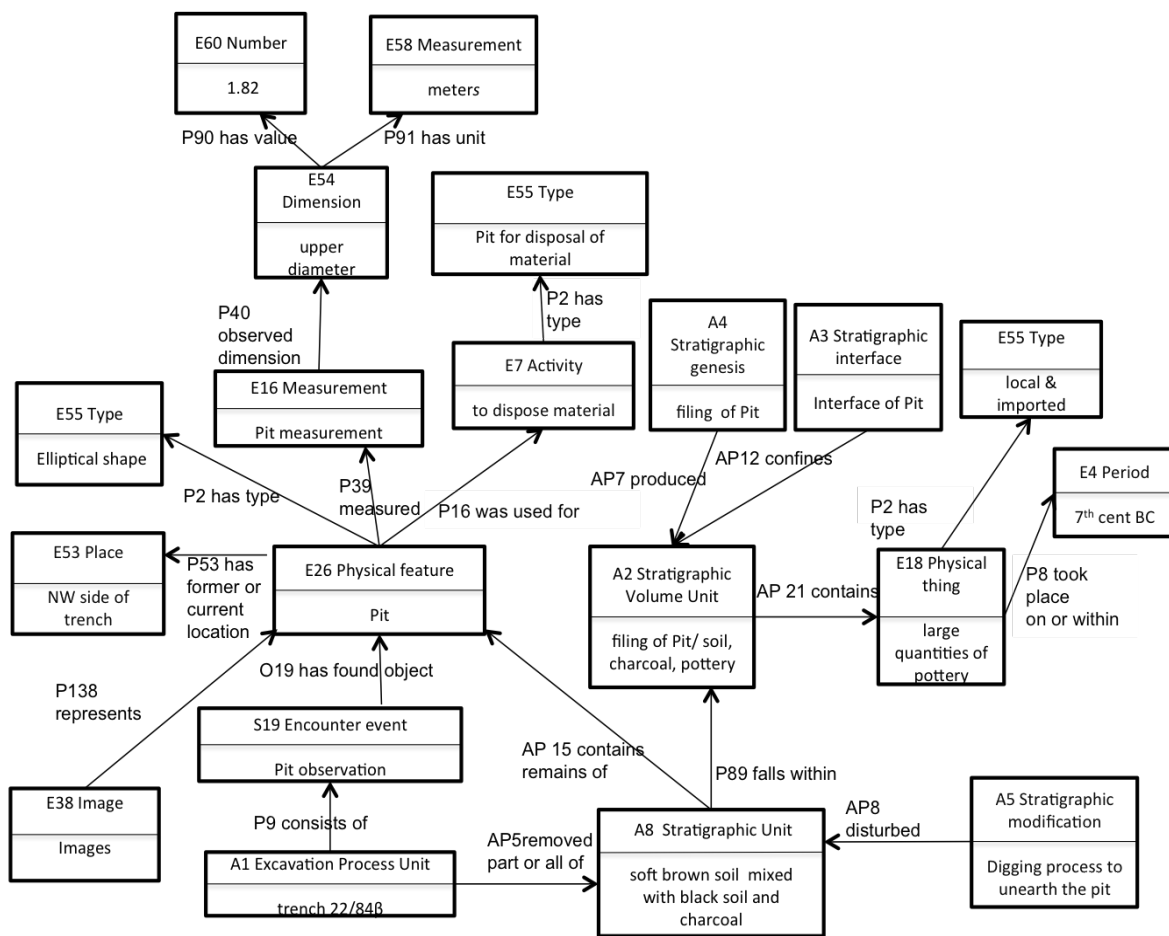 E60 Number
1.82
E58 Measurement
meters
P90 has value
P91 has unit
E54
Dimension
upper
diameter
E55 Type
Pit for disposal of
material
P40
observed
dimension
P2 has
type
E16 Measurement
Pit measurement
E7 Activity
to dispose material
A4
Stratigraphic
genesis
filing of Pit
A3 Stratigraphic
interface
Interface of Pit
E55 Type
local &
imported
E55 Type
Elliptical shape
P2 has type
P39
measured
P16 was used for
AP7 produced
AP12 confines
P2 has
type
E4 Period
7th cent BC
E53 Place
NW side of
trench
P53 has
former or
current
location
E26 Physical feature
Pit
A2 Stratigraphic
Volume Unit
filing of Pit/ soil,
charcoal, pottery
AP 21 contains
E18 Physical
thing
large
quantities of
pottery
P8 took
place
on or within
P138
represents
O19 has found object
S19 Encounter event
Pit observation
AP 15 contains
remains of
P89 falls within
E38 Image
Images
P9 consists of
A1 Excavation Process Unit
trench 22/84β
AP5removed
part or all of
A8 Stratigraphic Unit
soft brown soil mixed
with black soil and
charcoal
AP8
disturbed
A5 Stratigraphic
modification
Digging process to
unearth the pit